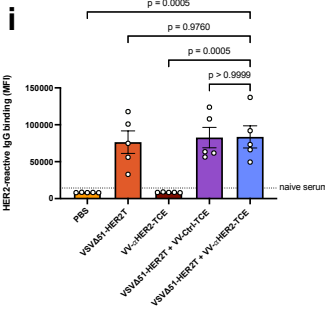 i
p = 0.0005
p = 0.9760
p = 0.0005
p > 0.9999
HER2-reactive IgG binding (MFI)
150000
100000
50000
0
naive serum
PBS
VSVΔ51-HER2T
VV-αHER2-TCE
VSVΔ51-HER2T + VV-Ctrl-TCE
VSVΔ51-HER2T + VV-αHER2-TCE